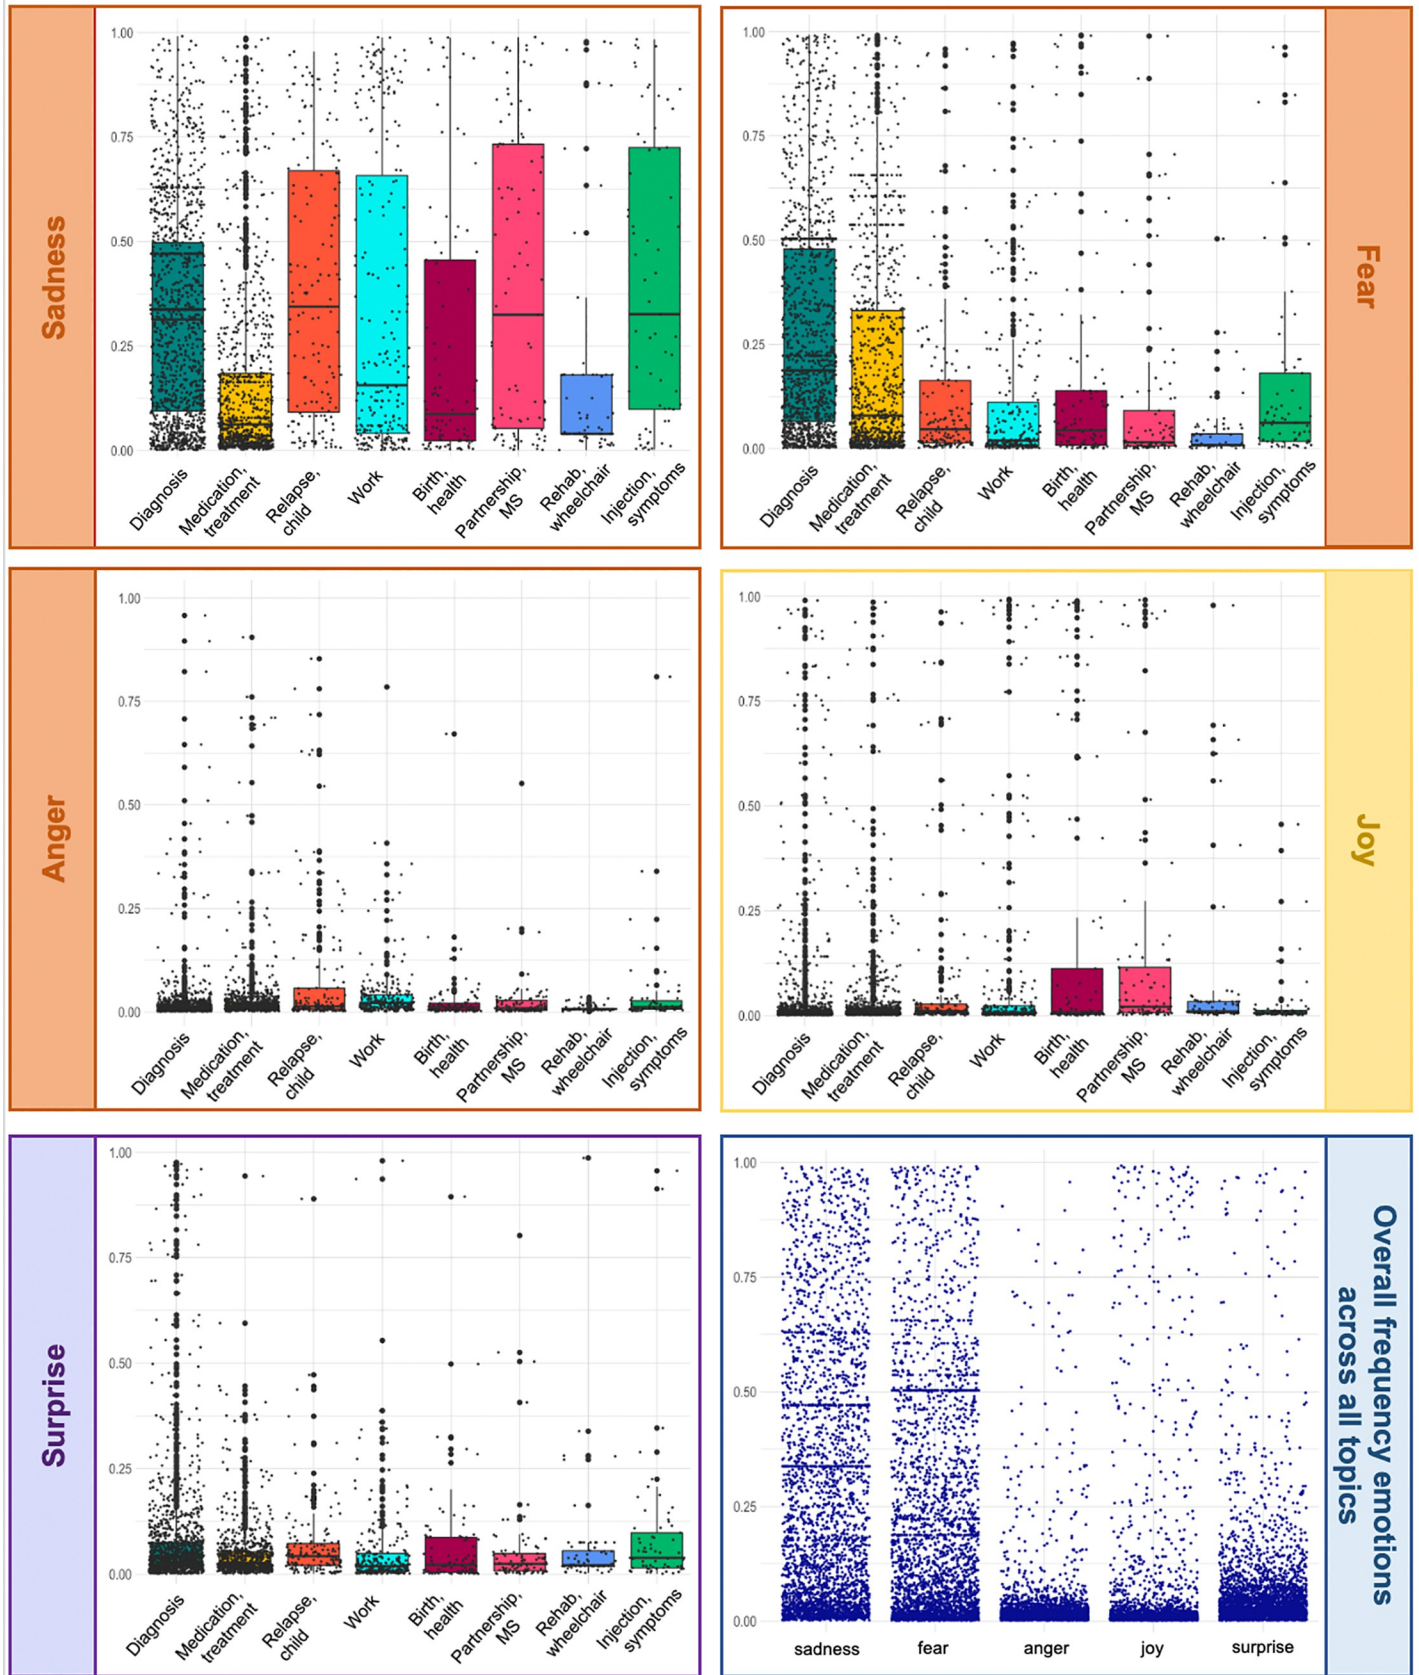 Sadness
1.00
0.75
0.50
0.25
0.00
Diagnosis
Medication,
treatment
Relapse,
child
Work
Birth,
health
Partnership,
MS
Rehab,
wheelchair
Injection,
symptoms
Fear
1.00
0.75
0.50
0.25
0.00
Diagnosis
Medication,
treatment
Relapse,
child
Work
Birth,
health
Partnership,
MS
Rehab,
wheelchair
Injection,
symptoms
Anger
1.00
0.75
0.50
0.25
0.00
Diagnosis
Medication,
treatment
Relapse,
child
Work
Birth,
health
Partnership,
MS
Rehab,
wheelchair
Injection,
symptoms
Joy
1.00
0.75
0.50
0.25
0.00
Diagnosis
Medication,
treatment
Relapse,
child
Work
Birth,
health
Partnership,
MS
Rehab,
wheelchair
Injection,
symptoms
Surprise
1.00
0.75
0.50
0.25
0.00
Diagnosis
Medication,
treatment
Relapse,
child
Work
Birth,
health
Partnership,
MS
Rehab,
wheelchair
Injection,
symptoms
Overall frequency emotions
across all topics
1.00
0.75
0.50
0.25
0.00
sadness
fear
anger
joy
surprise